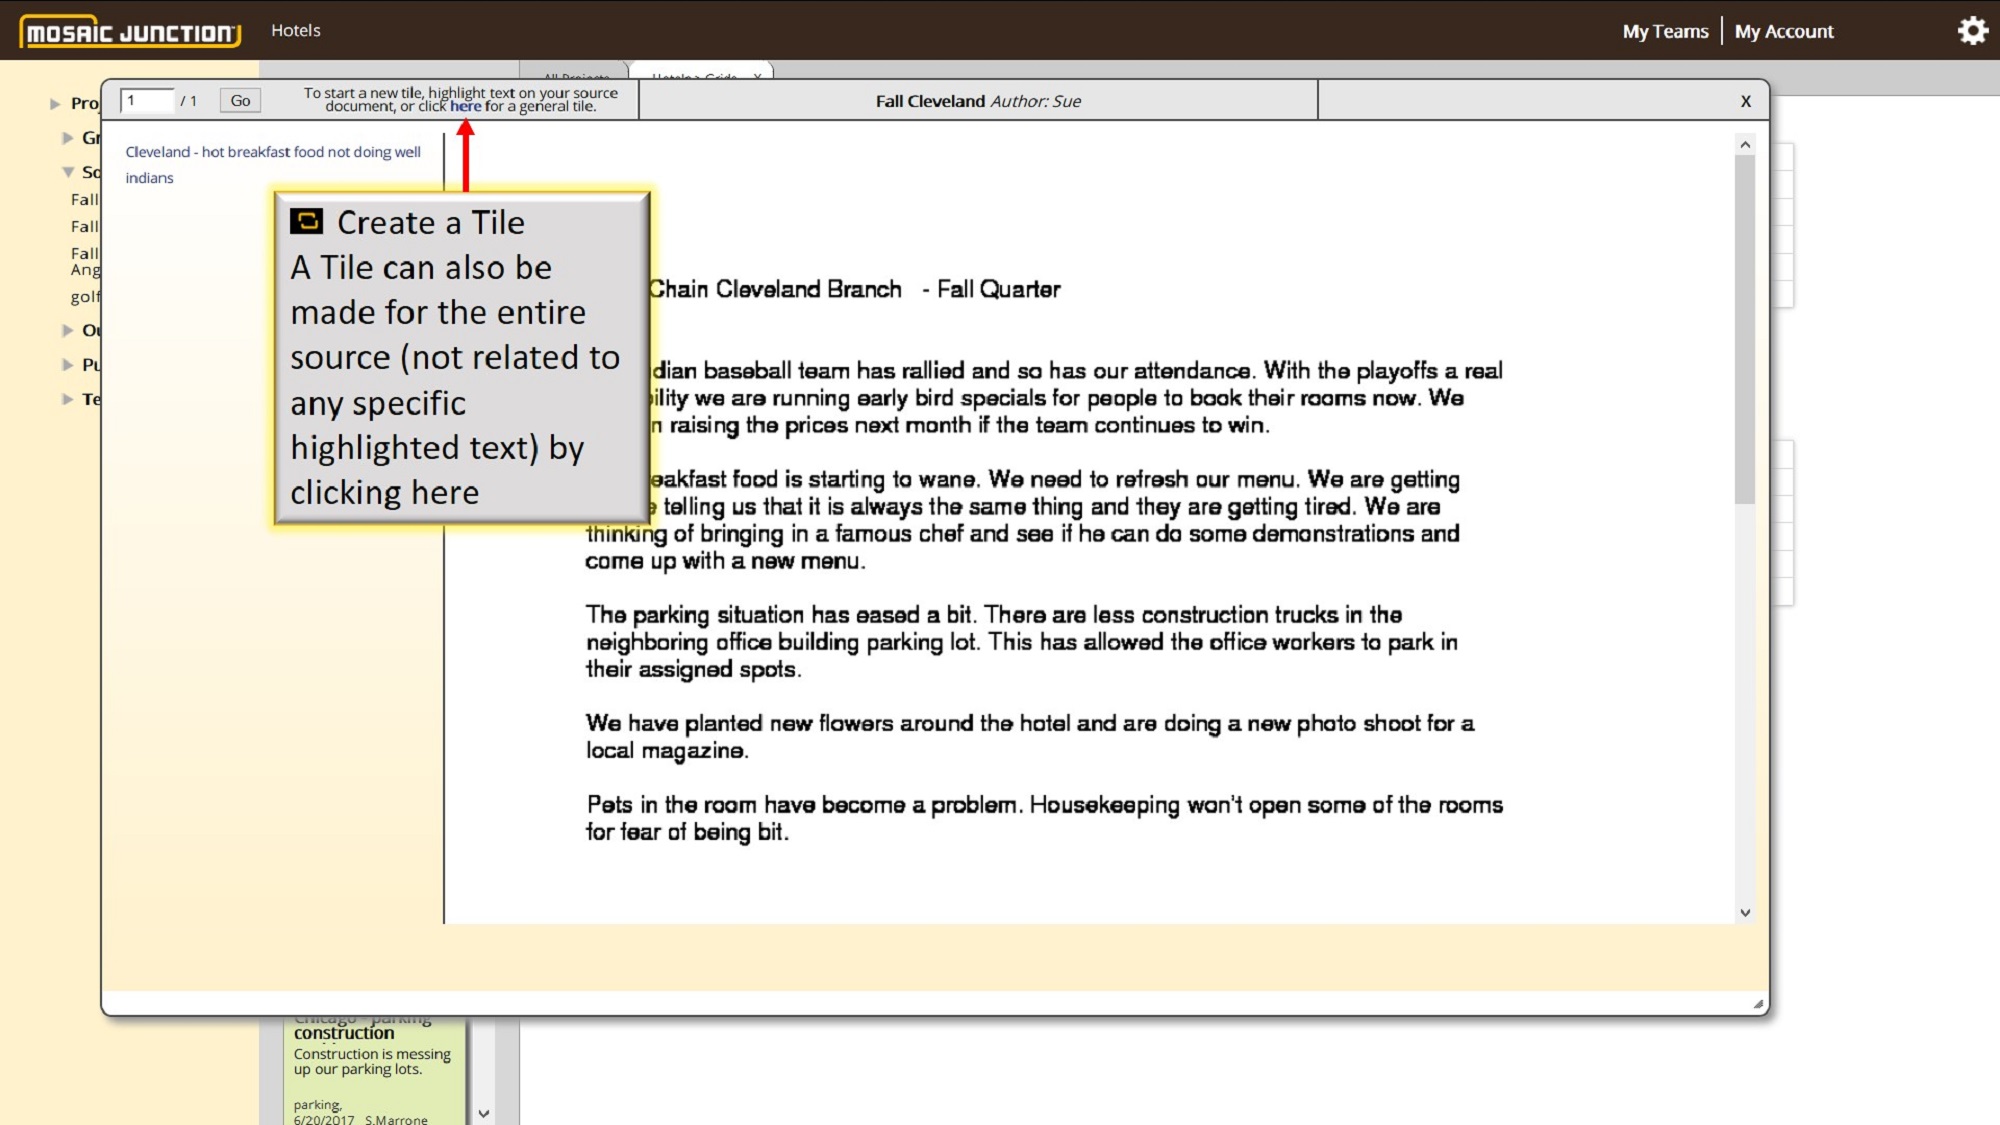 MOSAIC JUNCTION
Hotels
My Teams
My Account
Pro
Gr
So
Fall
Fall
Fall
Ang
golf
Te
1 / 1 Go
To start a new tile, highlight text on your source
document, or click here for a general tile.
Fall Cleveland Author: Sue
X
Cleveland - hot breakfast food not doing well
indians
Create a Tile
A Tile can also be
made for the entire
source (not related to
any specific
highlighted text) by
clicking here
Chain Cleveland Branch - Fall Quarter
dian baseball team has rallied and so has our attendance. With the playoffs a real
ility we are running early bird specials for people to book their rooms now. We
n raising the prices next month if the team continues to win.
eakfast food is starting to wane. We need to refresh our menu. We are getting
telling us that it is always the same thing and they are getting tired. We are
thinking of bringing in a famous chef and see if he can do some demonstrations and
come up with a new menu.
The parking situation has eased a bit. There are less construction trucks in the
neighboring office building parking lot. This has allowed the office workers to park in
their assigned spots.
We have planted new flowers around the hotel and are doing a new photo shoot for a
local magazine.
Pets in the room have become a problem. Housekeeping won't open some of the rooms
for fear of being bit.
Chicago - parking
construction
Construction is messing
up our parking lots.
parking,
6/20/2017 S.Marrone